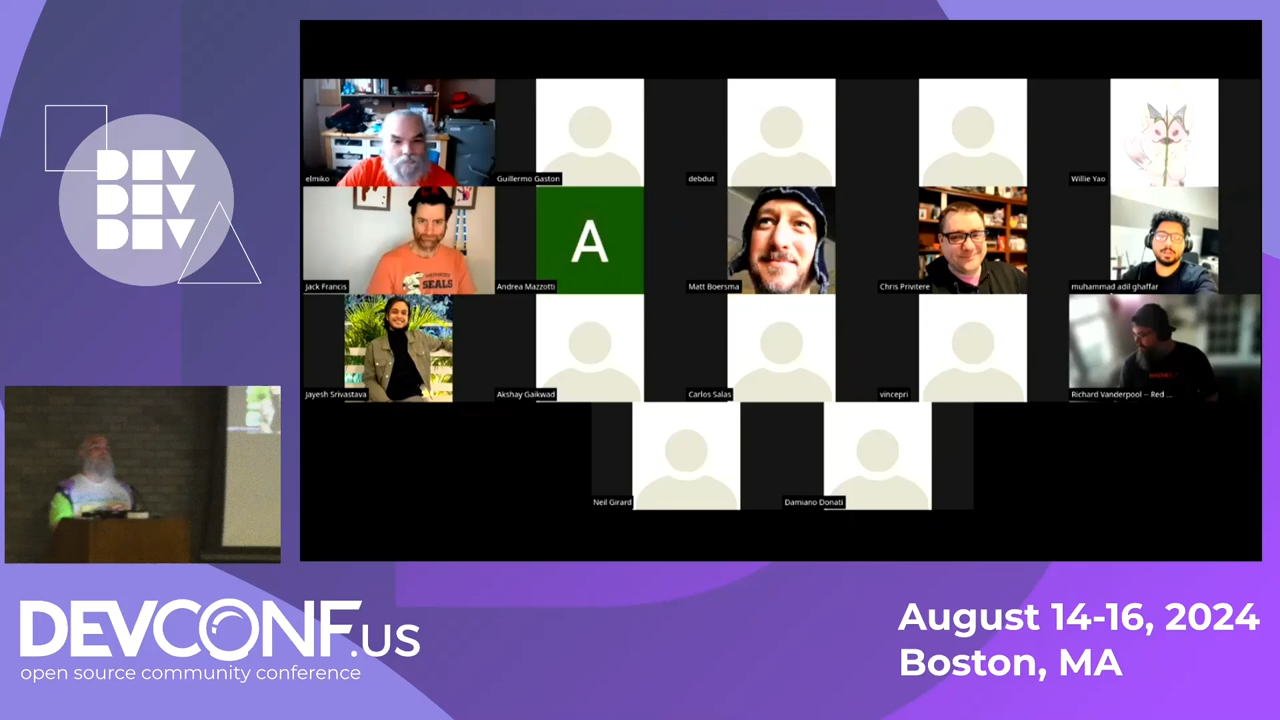 DEV
DEV
DEV
elmiko
Guillermo Gaston
debdut
Willie Yao
SEALS
Jack Francis
A
Andrea Mazzotti
Matt Boersma
Chris Privitere
muhammad adil ghaffar
Jayesh Srivastava
Akshay Gaikwad
Carlos Salas
vincepri
Richard Vanderpool -- Red ...
Neil Girard
Damiano Donati
DEVCONF.US
open source community conference
August 14-16, 2024
Boston, MA